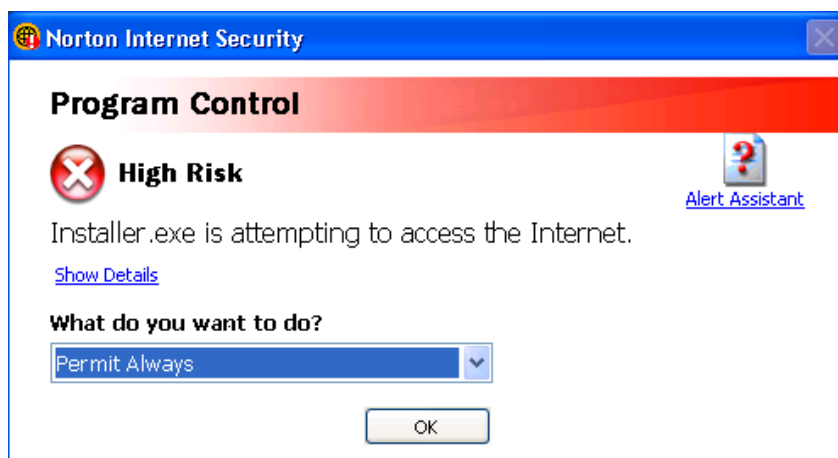 Norton Internet Security
Program Control
High Risk
Alert Assistant
Installer.exe is attempting to access the Internet.
Show Details
What do you want to do?
Permit Always
OK